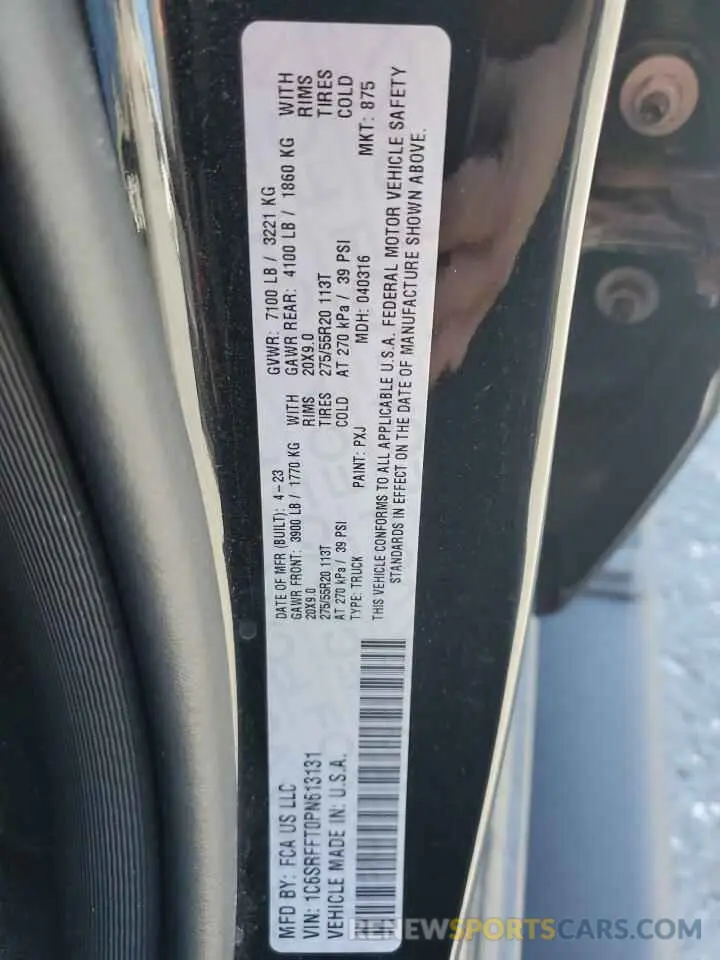 MFD BY: FCA US LLC
VIN: 1C6SRFFT0PN613131
VEHICLE MADE IN: U.S.A.
DATE OF MFR (BUILT): 4-23
GVWR: 7100 LB / 3221 KG
GAWR FRONT: 3900 LB / 1770 KG WITH
GAWR REAR: 4100 LB / 1860 KG WITH
20X9.0 RIMS
20X9.0 RIMS
275/55R20 113T TIRES
275/55R20 113T TIRES
AT 270 kPa / 39 PSI COLD
AT 270 kPa / 39 PSI COLD
TYPE: TRUCK PAINT: PXJ MDH: 040316 MKT: 875
THIS VEHICLE CONFORMS TO ALL APPLICABLE U.S.A. FEDERAL MOTOR VEHICLE SAFETY
STANDARDS IN EFFECT ON THE DATE OF MANUFACTURE SHOWN ABOVE.
RENEWSPORTSCARS.COM